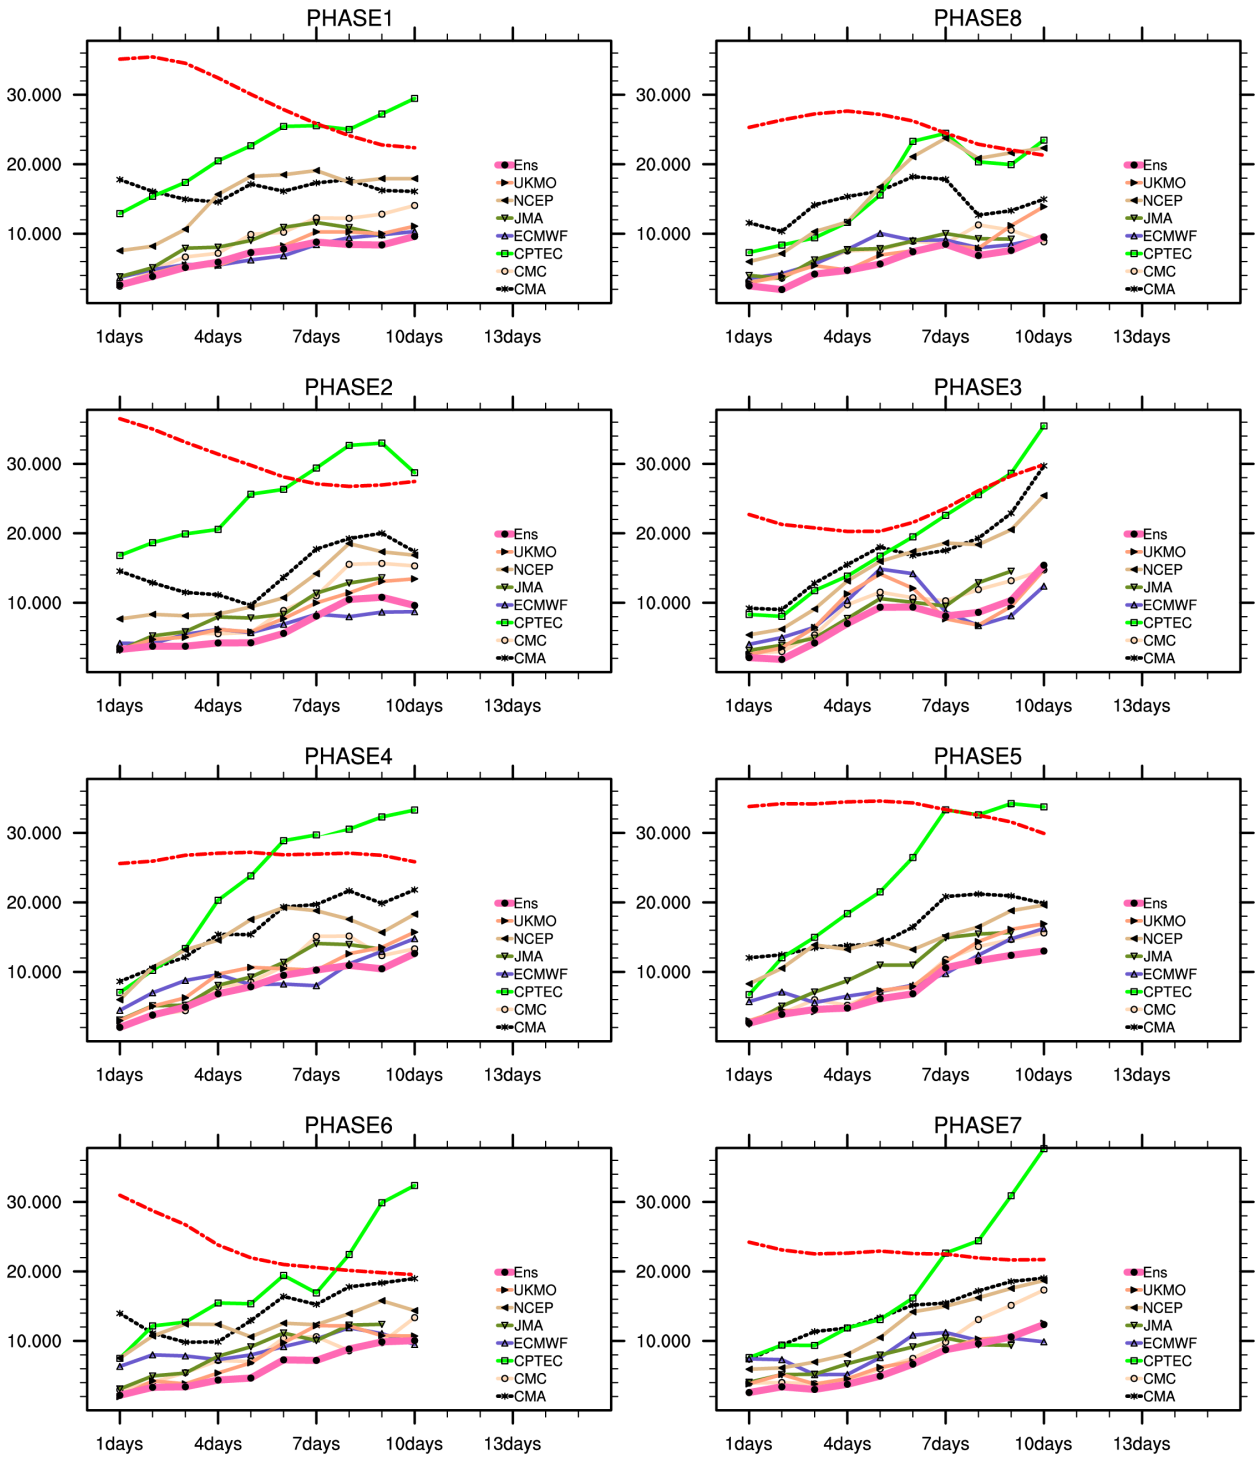 PHASE1
30.000
20.000
10.000
Ens
UKMO
NCEP
JMA
ECMWF
CPTEC
CMC
CMA
1days 4days 7days 10days 13days
PHASE8
30.000
20.000
10.000
Ens
UKMO
NCEP
JMA
ECMWF
CPTEC
CMC
CMA
1days 4days 7days 10days 13days
PHASE2
30.000
20.000
10.000
Ens
UKMO
NCEP
JMA
ECMWF
CPTEC
CMC
CMA
1days 4days 7days 10days 13days
PHASE3
30.000
20.000
10.000
Ens
UKMO
NCEP
JMA
ECMWF
CPTEC
CMC
CMA
1days 4days 7days 10days 13days
PHASE4
30.000
20.000
10.000
Ens
UKMO
NCEP
JMA
ECMWF
CPTEC
CMC
CMA
1days 4days 7days 10days 13days
PHASE5
30.000
20.000
10.000
Ens
UKMO
NCEP
JMA
ECMWF
CPTEC
CMC
CMA
1days 4days 7days 10days 13days
PHASE6
30.000
20.000
10.000
Ens
UKMO
NCEP
JMA
ECMWF
CPTEC
CMC
CMA
1days 4days 7days 10days 13days
PHASE7
30.000
20.000
10.000
Ens
UKMO
NCEP
JMA
ECMWF
CPTEC
CMC
CMA
1days 4days 7days 10days 13days